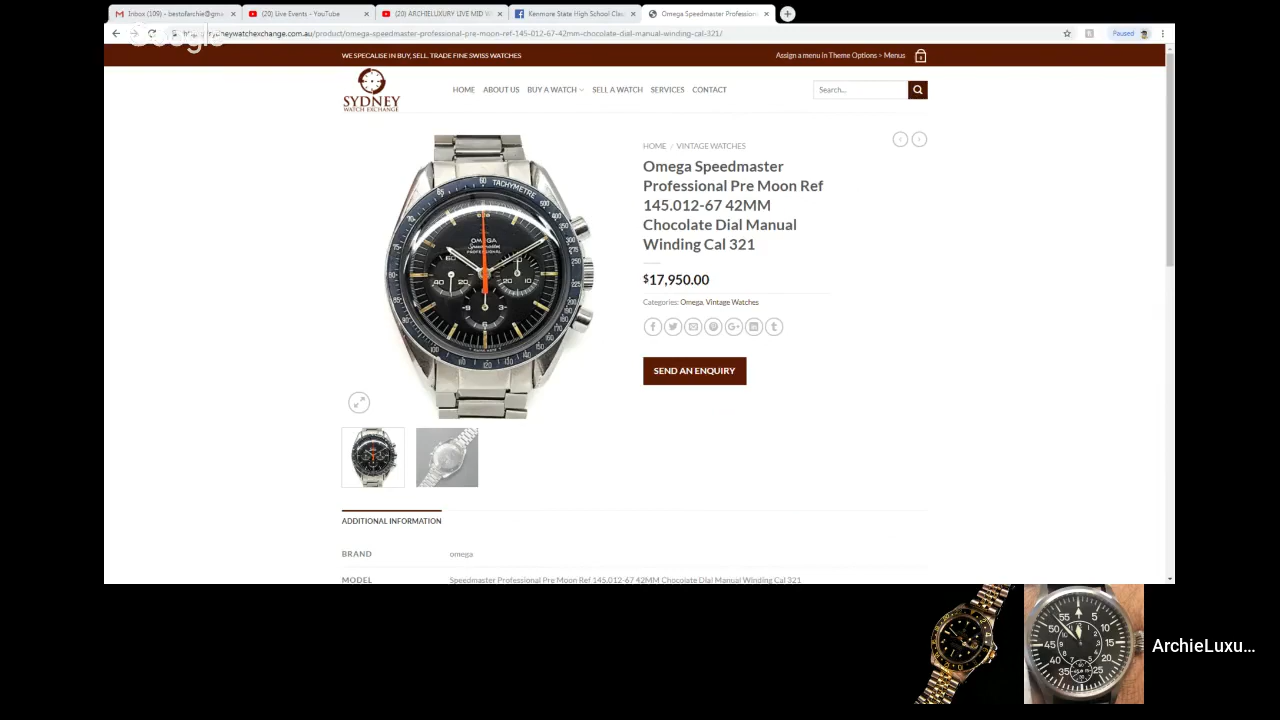 Inbox (109) - bestofarchie@gm
(20) Live Events - YouTube
(20) ARCHIELUXURY LIVE MID W
Kenmore State High School Clas
Omega Speedmaster Profession
Google
sydneywatchexchange.com.au/product/omega-speedmaster-professional-pre-moon-ref-145-012-67-42mm-chocolate-dial-manual-winding-cal-321/
Paused
WE SPECALISE IN BUY, SELL TRADE FINE SWISS WATCHES
Assign a menu in Theme Options > Menus
SYDNEY
WATCH EXCHANGE
HOME
ABOUT US
BUY A WATCH
SELL A WATCH
SERVICES
CONTACT
Search...
HOME / VINTAGE WATCHES
Omega Speedmaster
Professional Pre Moon Ref
145.012-67 42MM
Chocolate Dial Manual
Winding Cal 321
$17,950.00
Categories: Omega, Vintage Watches
SEND AN ENQUIRY
TACHYMETRE
OMEGA
Speedmaster
PROFESSIONAL
ADDITIONAL INFORMATION
BRAND omega
MODEL Speedmaster Professional Pre Moon Ref 145.012-67 42MM Chocolate Dial Manual Winding Cal 321
ArchieLuxu...